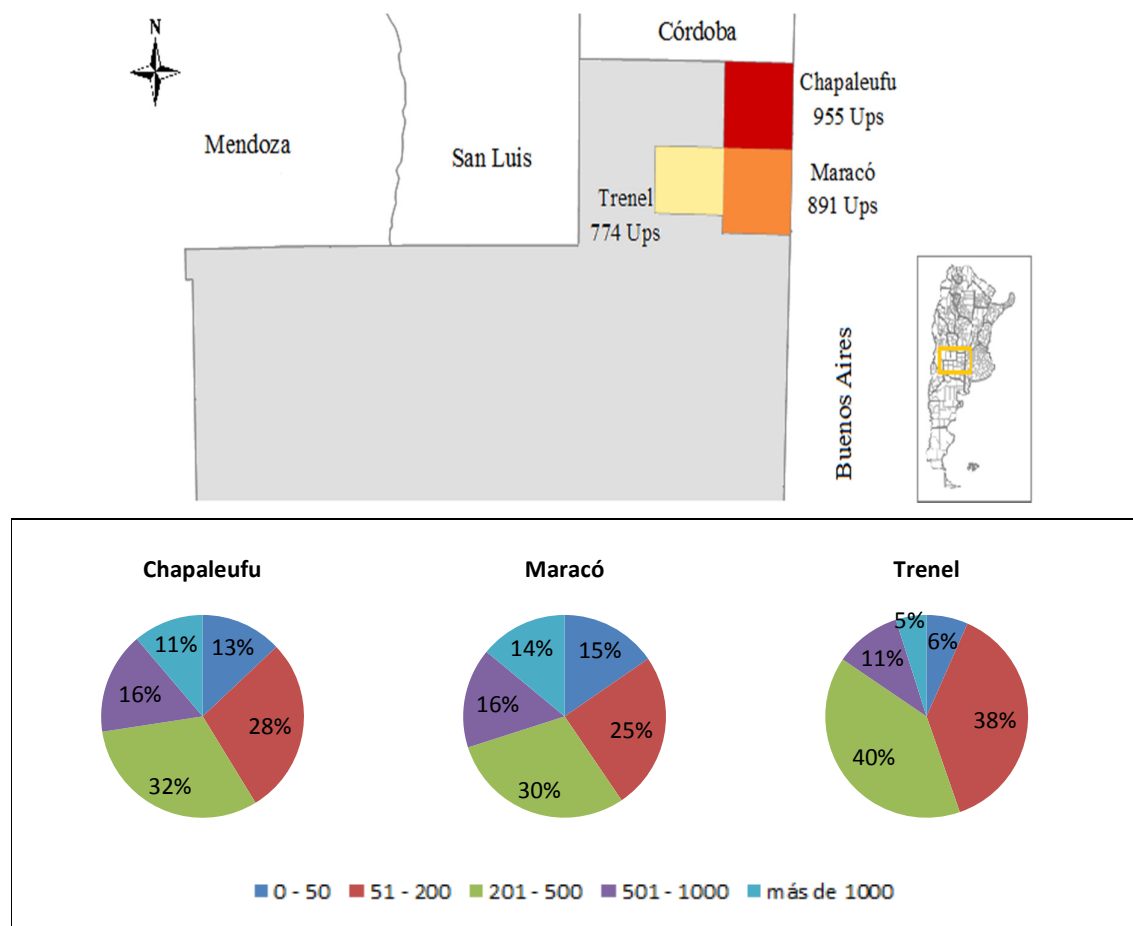 N
Córdoba
Chapaleufu
955 Ups
Mendoza
San Luis
Maracó
891 Ups
Trenel
774 Ups
Buenos Aires
Chapaleufu
Maracó
Trenel
11%
13%
16%
28%
32%
14%
15%
16%
25%
30%
5%
6%
11%
38%
40%
0 - 50
51 - 200
201 - 500
501 - 1000
más de 1000